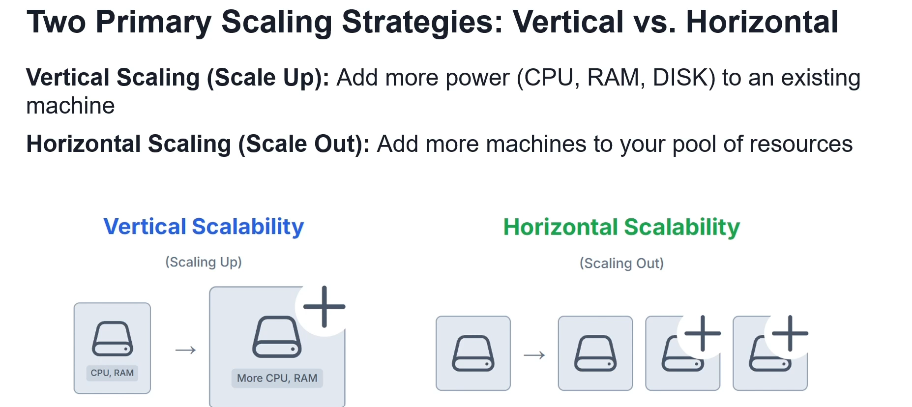 Two Primary Scaling Strategies: Vertical vs. Horizontal
Vertical Scaling (Scale Up): Add more power (CPU, RAM, DISK) to an existing
machine
Horizontal Scaling (Scale Out): Add more machines to your pool of resources
Vertical Scalability
(Scaling Up)
CPU, RAM
More CPU, RAM
Horizontal Scalability
(Scaling Out)